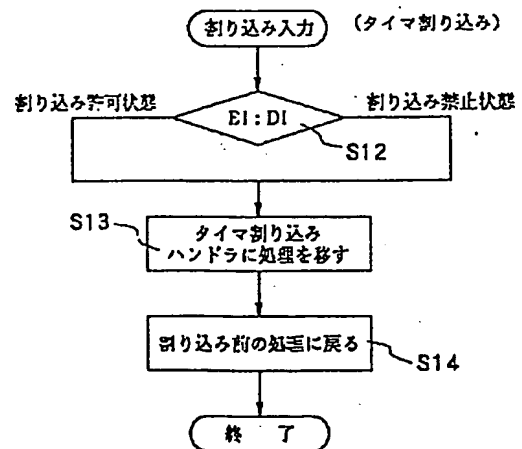 割り込み入力 (タイマ割り込み)
割り込み許可状態 割り込み禁止状態
EI:DI
S12
S13
タイマ割り込み
ハンドラに処理を移す
割り込み前の処理に戻る
S14
終 了